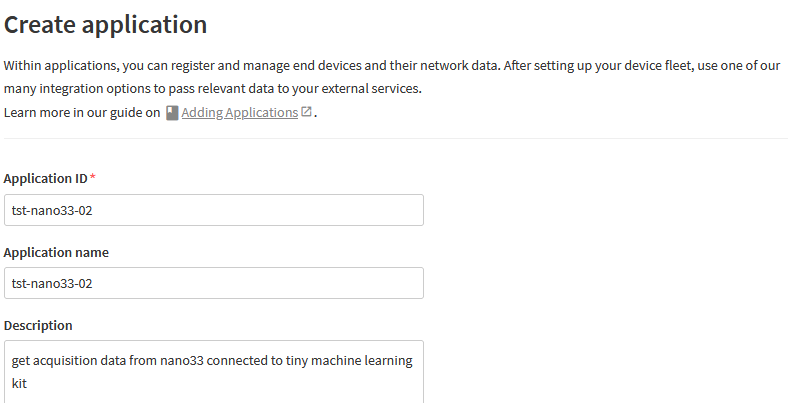 Create application
Within applications, you can register and manage end devices and their network data. After setting up your device fleet, use one of our
many integration options to pass relevant data to your external services.
Learn more in our guide on Adding Applications.
Application ID*
tst-nano33-02
Application name
tst-nano33-02
Description
get acquisition data from nano33 connected to tiny machine learning
kit